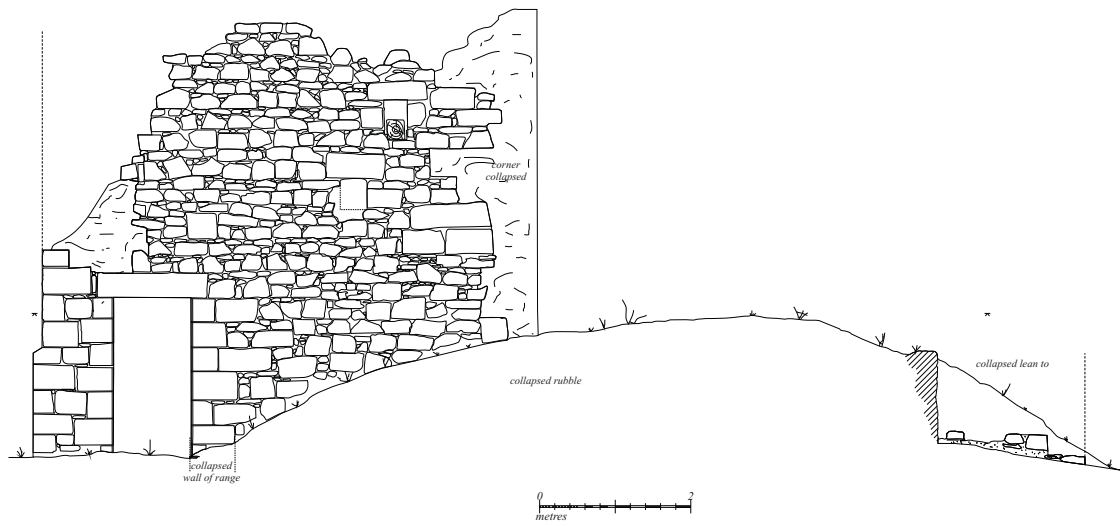 corner
collapsed
collapsed lean to
collapsed rubble
collapsed
wall of range
0 2
metres